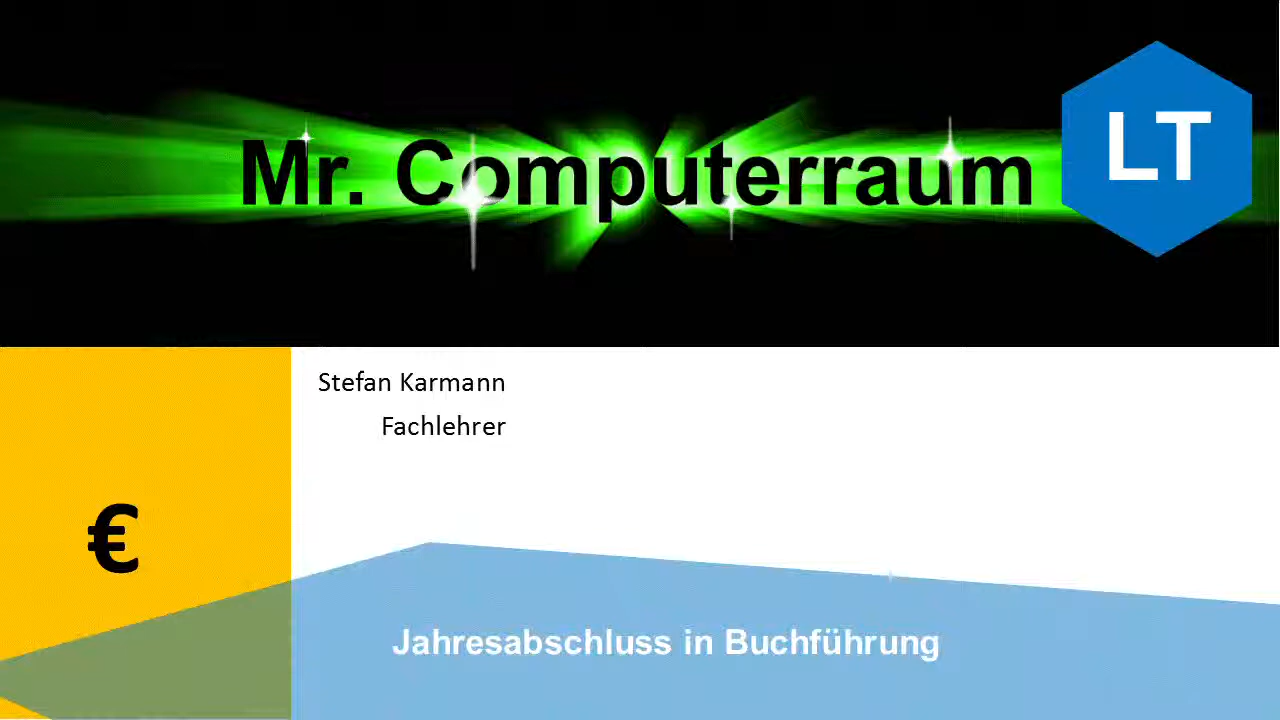 Mr. Computerraum
LT
Stefan Karmann
Fachlehrer
€
Jahresabschluss in Buchführung